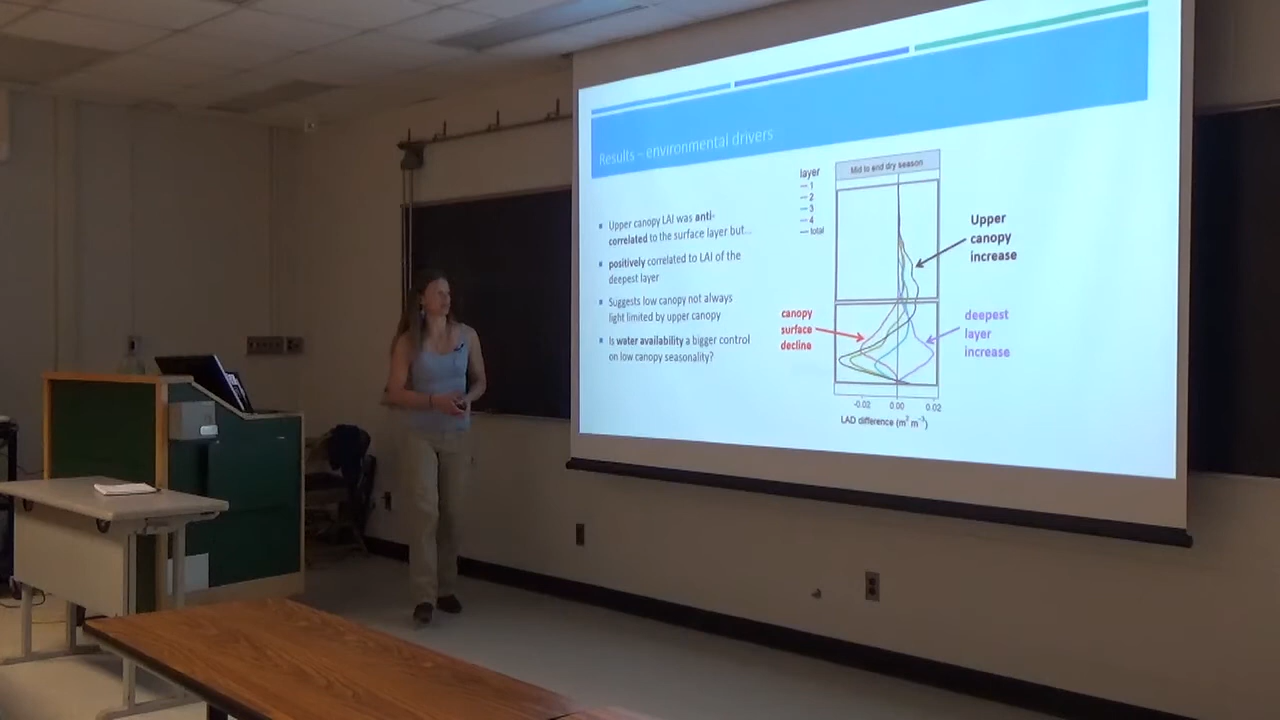 Results – environmental drivers
Upper canopy LAI was anti-
correlated to the surface layer but...
positively correlated to LAI of the
deepest layer
Suggests low canopy not always
light limited by upper canopy
Is water availability a bigger control
on low canopy seasonality?
layer
1
2
3
4
total
Mid to end dry season
Upper
canopy
increase
canopy
surface
decline
deepest
layer
increase
-0.02 0.00 0.02
LAD difference (m² m⁻³)